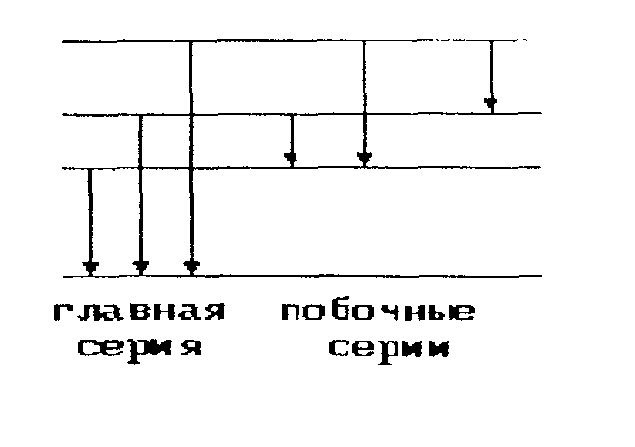 главная побочные
серия серии